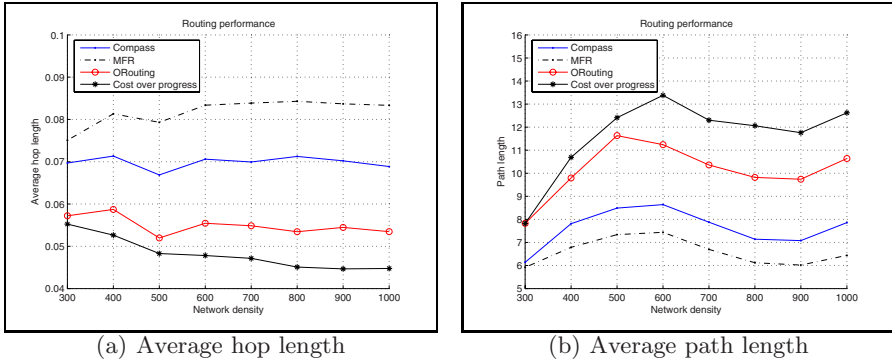 Routing performance
0.1
0.09
0.08
0.07
0.06
0.05
0.04
Average hop length
Compass
MFR
ORouting
Cost over progress
300 400 500 600 700 800 900 1000
Network density
(a) Average hop length
Routing performance
16
15
14
13
12
11
10
9
8
7
6
5
Path length
Compass
MFR
ORouting
Cost over progress
300 400 500 600 700 800 900 1000
Network density
(b) Average path length